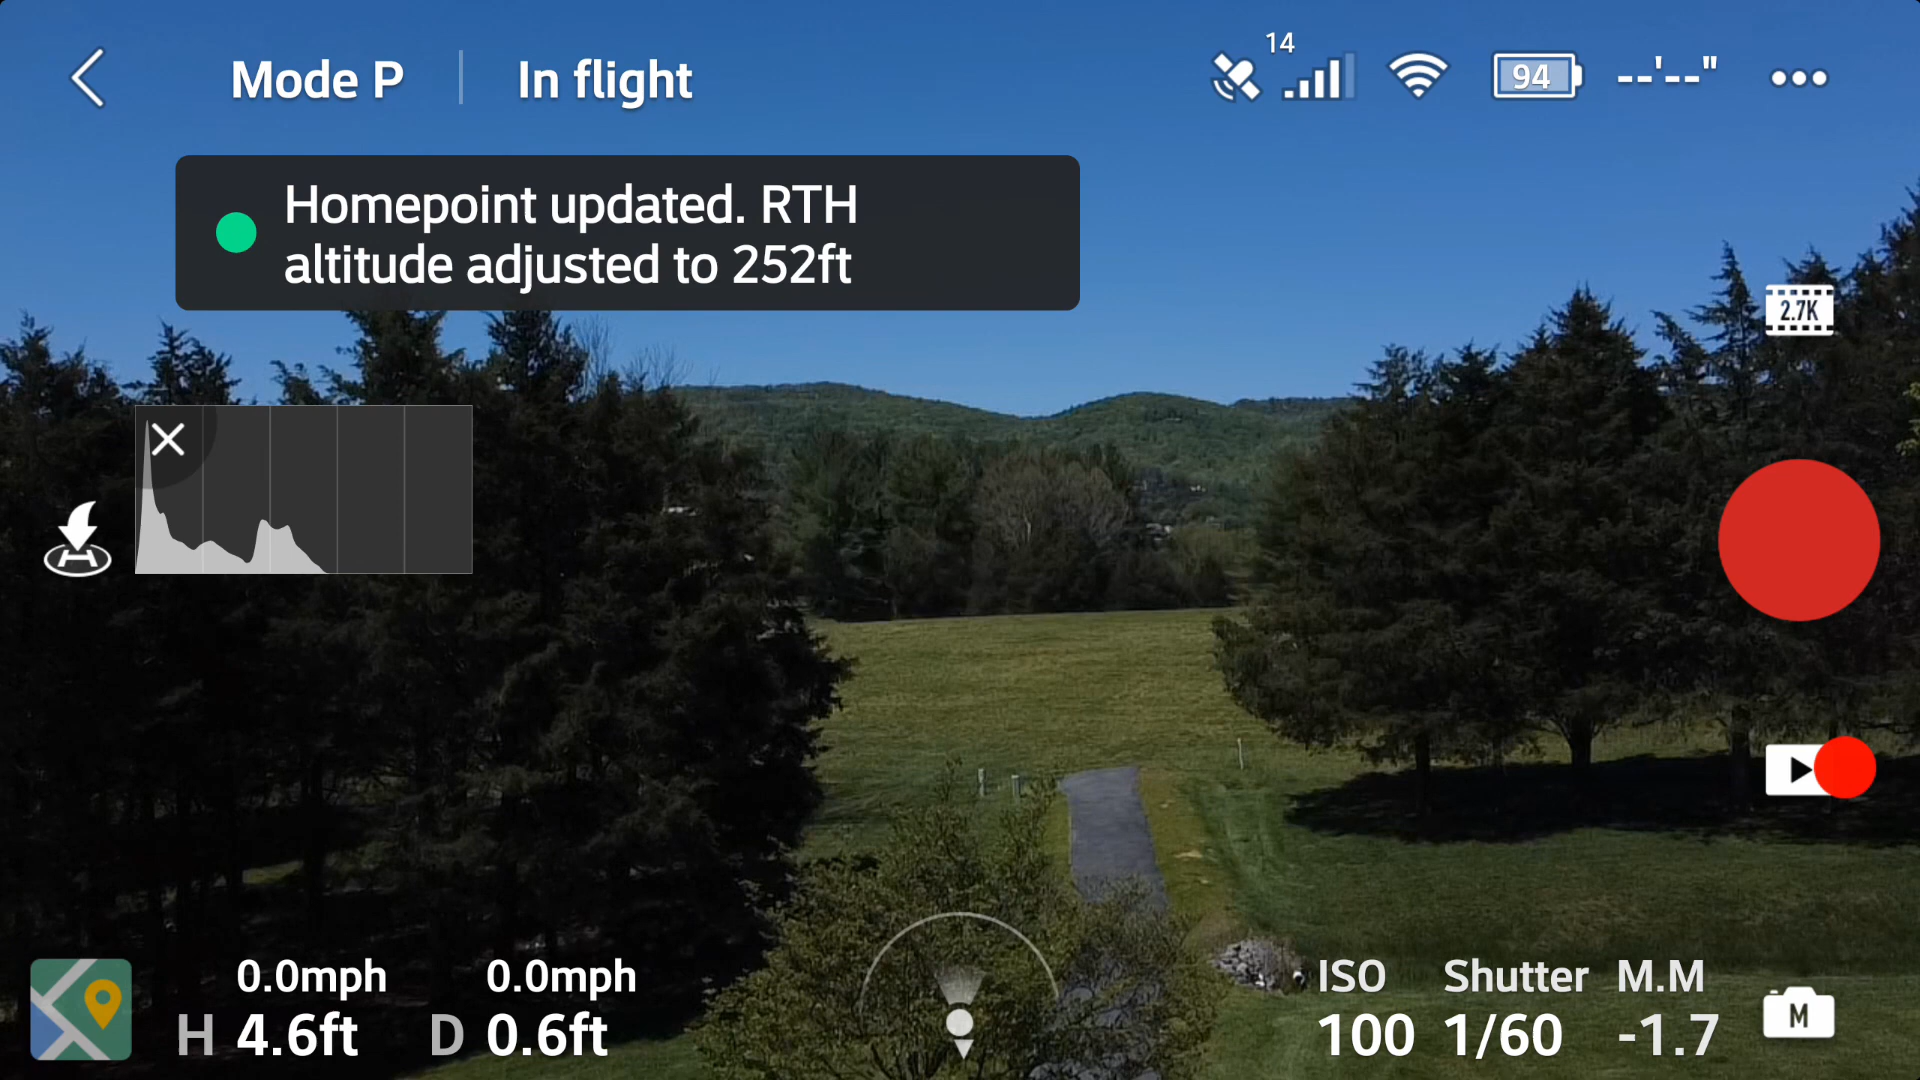 14
Mode P | In flight
94 --'--"
Homepoint updated. RTH
altitude adjusted to 252ft
2.7K
0.0mph 0.0mph
H 4.6ft D 0.6ft
ISO Shutter M.M
100 1/60 -1.7
M